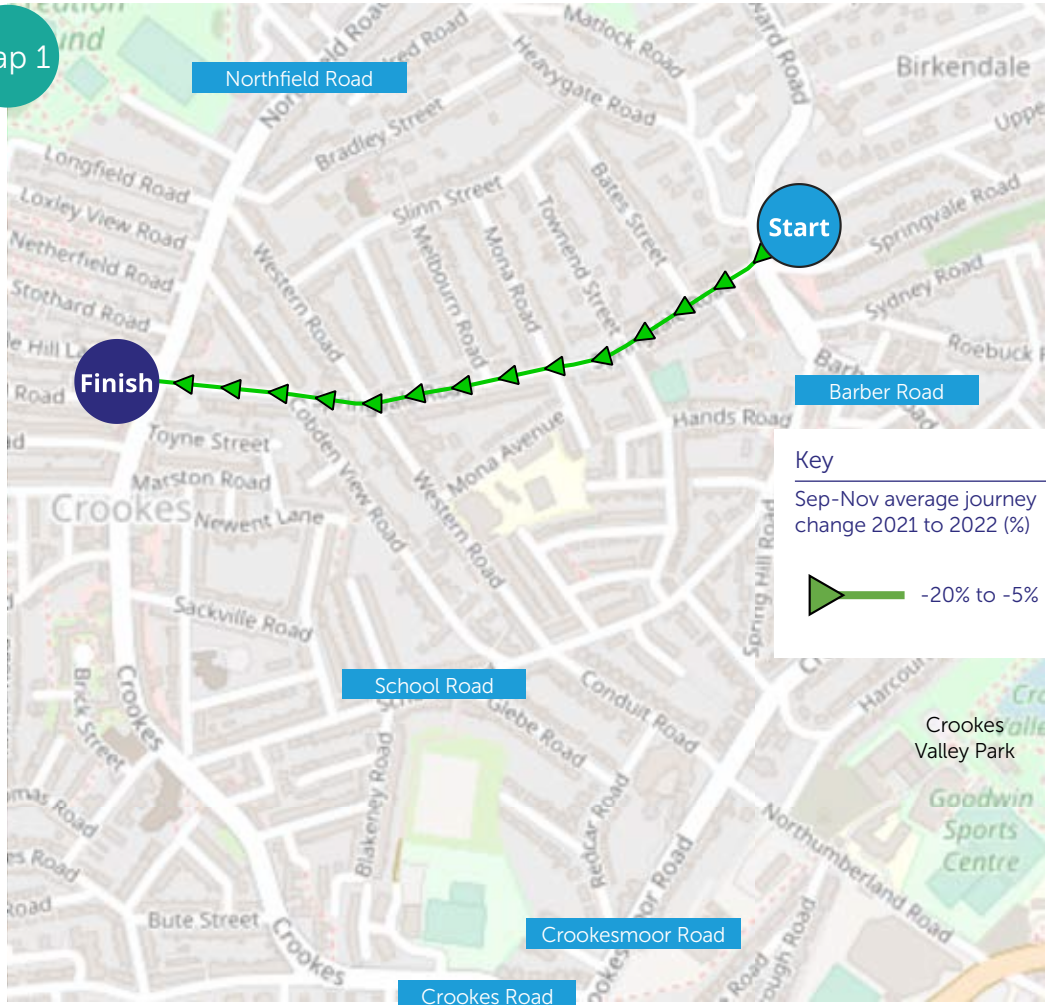 ap 1
Northfield Road
Matlock Road
Heavygate Road
Birkendale
Bradley Street
Longfield Road
Loxley View Road
Netherfield Road
Stothard Road
Slinn Street
Bates Street
Townend Street
Mona Road
Melbourn Road
Western Road
Start
Springvale Road
Sydney Road
Roebuck
Finish
Road
Barber Road
Hands Road
Toyne Street
Marston Road
Crookes
Newent Lane
Cobden View Road
Mona Avenue
Western Road
Key
Sep-Nov average journey
change 2021 to 2022 (%)
-20% to -5%
Spring Hill Road
Sackville Road
School Road
Conduit Road
Glebe Road
Crookes
Brick Street
Crookes
Valley Park
Goodwin
Sports
Centre
Northumberland Road
Blakeney Road
Redcar Road
Bute Street
Crookes
Crookesmoor Road
Crookes Road